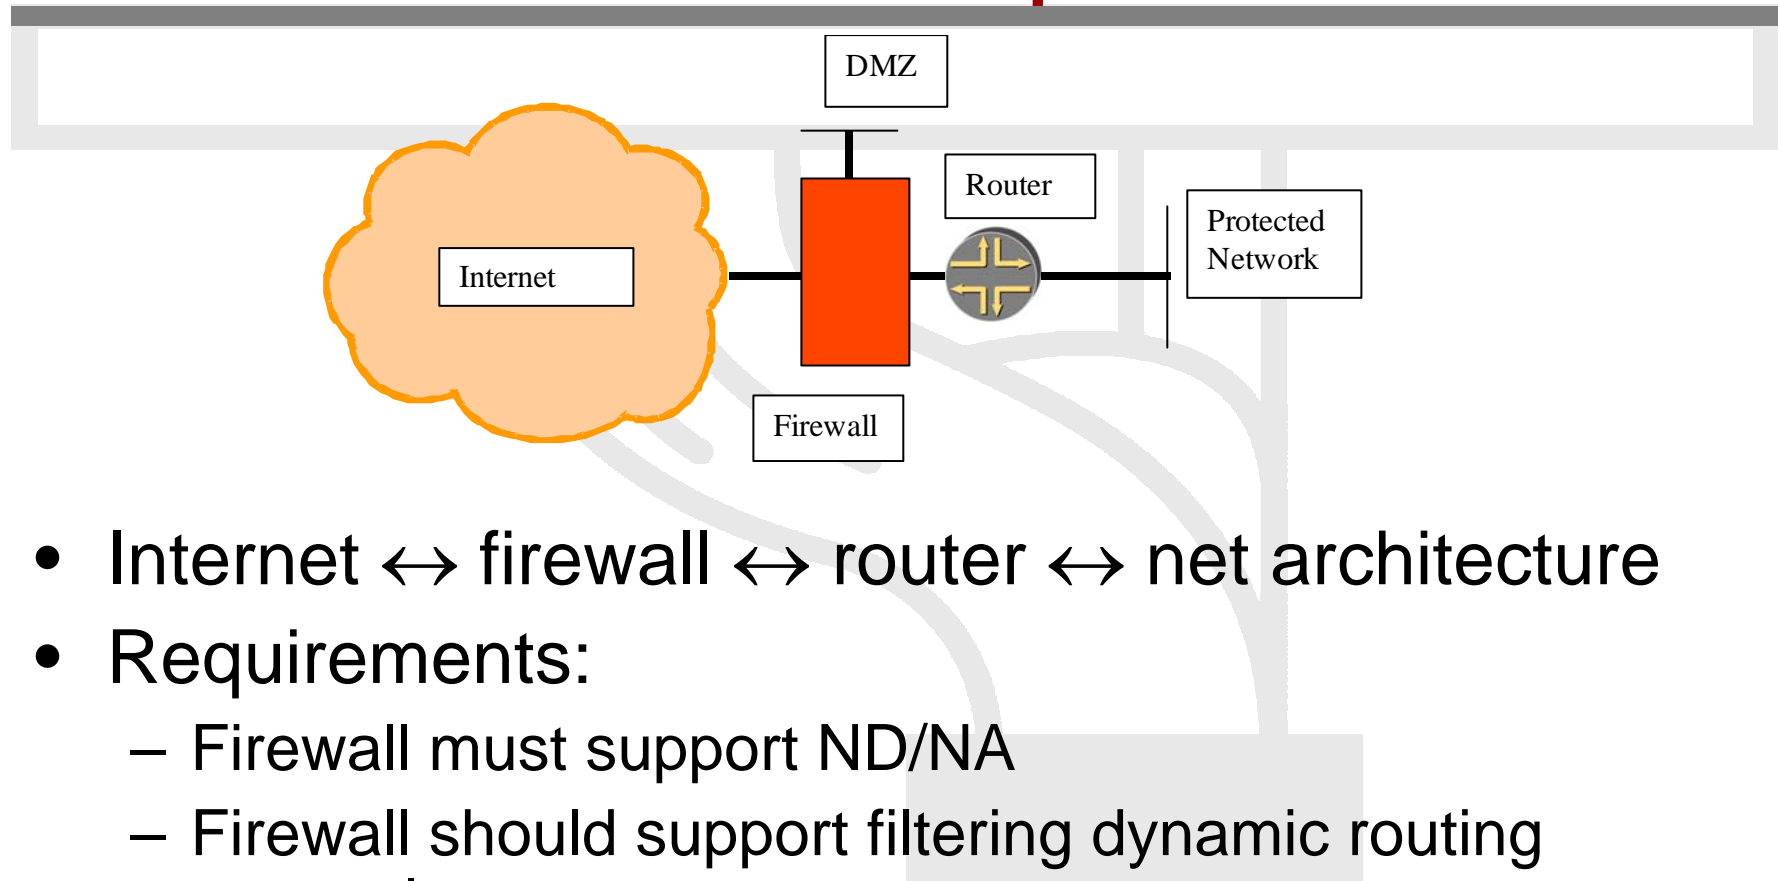 DMZ
Router
Protected
Network
Internet
Firewall
• Internet ↔ firewall ↔ router ↔ net architecture
• Requirements:
– Firewall must support ND/NA
– Firewall should support filtering dynamic routing